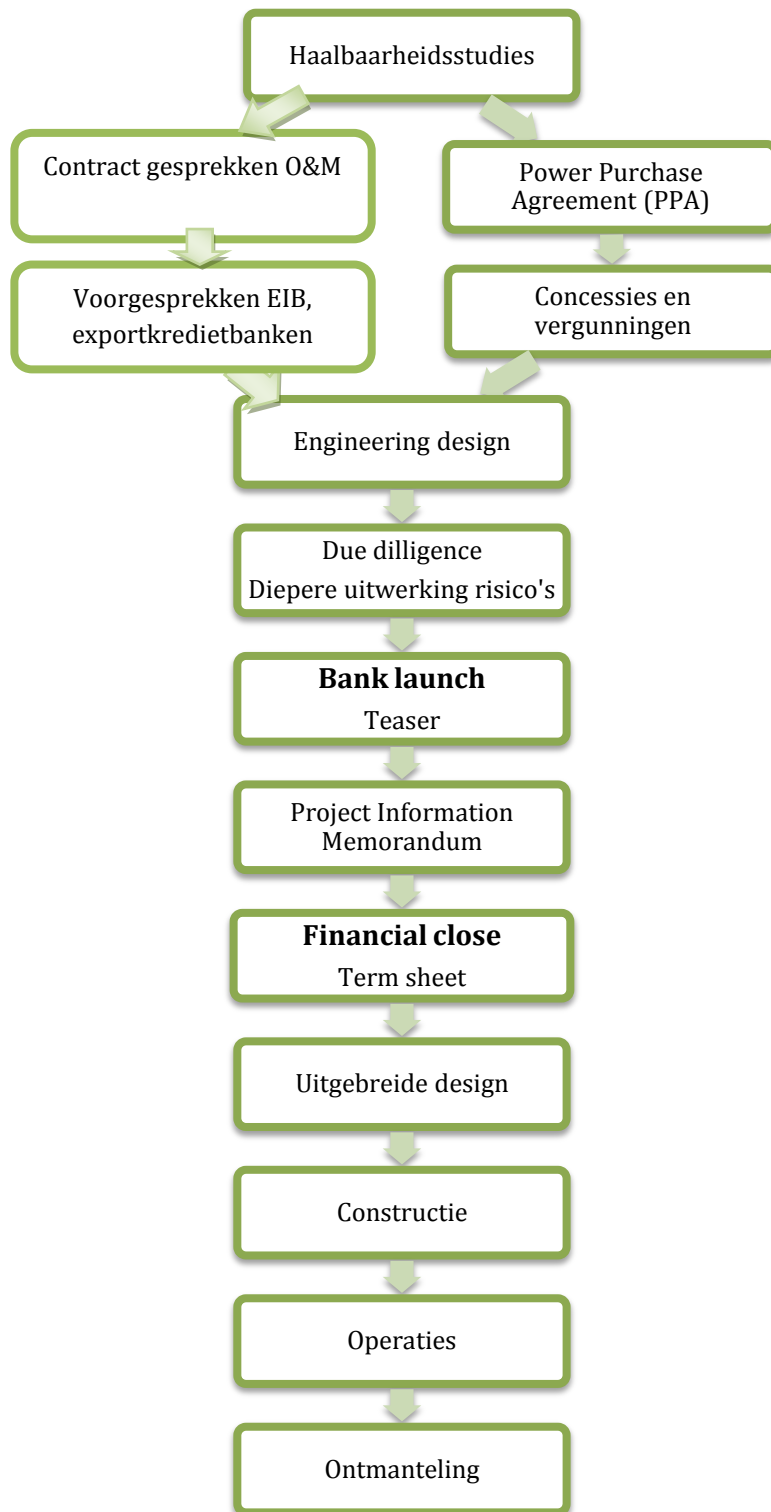 Haalbaarheidsstudies
Contract gesprekken O&M
Voorgesprekken EIB,
exportkredietbanken
Power Purchase
Agreement (PPA)
Concessies en
vergunningen
Engineering design
Due dilligence
Diepere uitwerking risico's
Bank launch
Teaser
Project Information
Memorandum
Financial close
Term sheet
Uitgebreide design
Constructie
Operaties
Ontmanteling